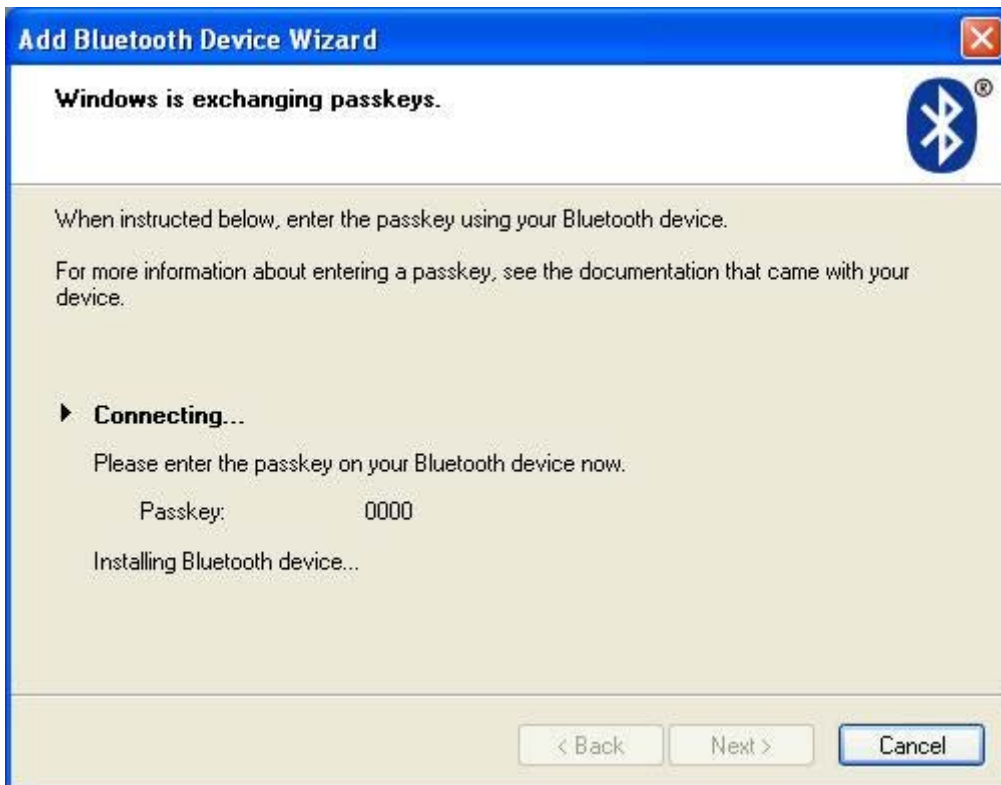 Add Bluetooth Device Wizard
Windows is exchanging passkeys.
®
When instructed below, enter the passkey using your Bluetooth device.
For more information about entering a passkey, see the documentation that came with your
device.
Connecting...
Please enter the passkey on your Bluetooth device now.
Passkey: 0000
Installing Bluetooth device...
< Back Next > Cancel